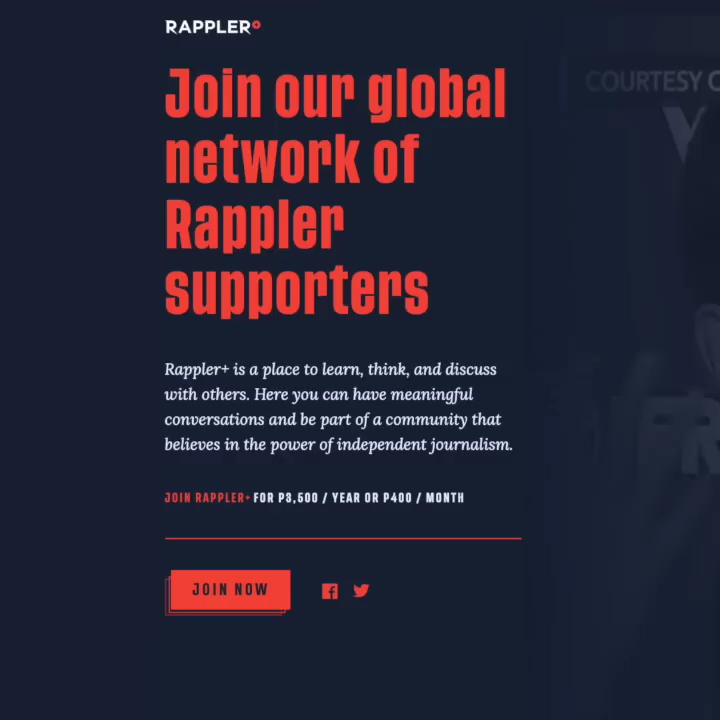 RAPPLER+
Join our global
network of
Rappler
supporters
COURTESY
Rappler+ is a place to learn, think, and discuss
with others. Here you can have meaningful
conversations and be part of a community that
believes in the power of independent journalism.
JOIN RAPPLER+ FOR P3,500 / YEAR OR P400 / MONTH
JOIN NOW